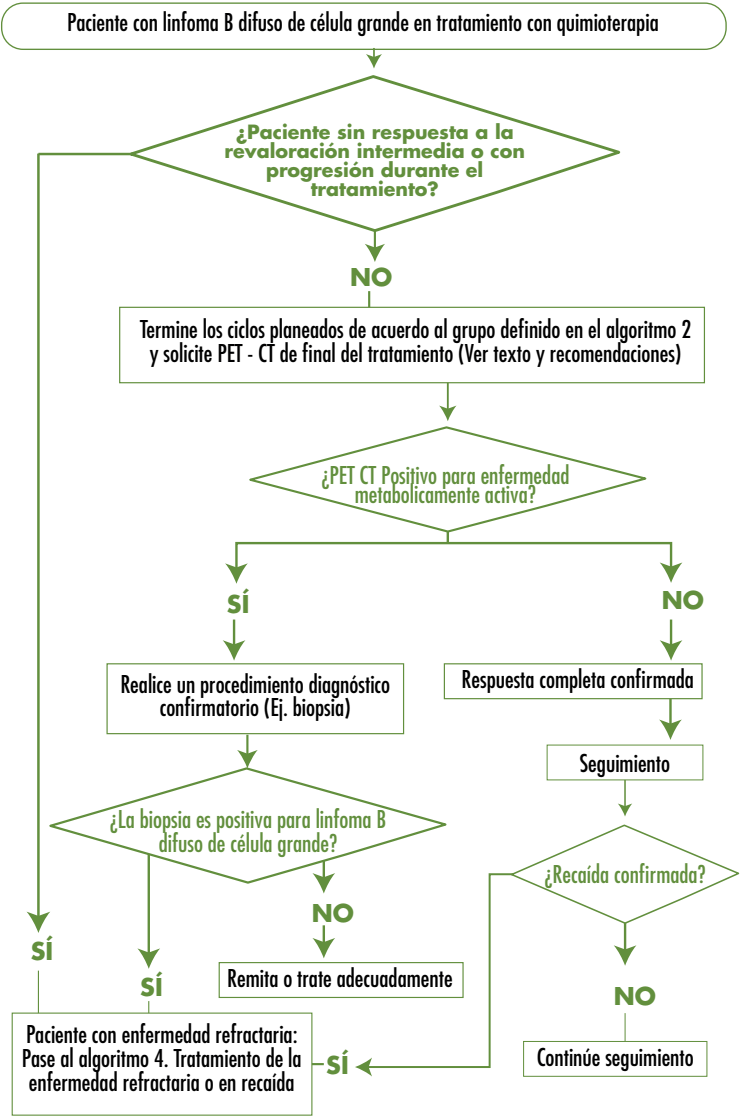 Paciente con linfoma B difuso de célula grande en tratamiento con quimioterapia
¿Paciente sin respuesta a la
revaloración intermedia o con
progresión durante el
tratamiento?
NO
Termine los ciclos planeados de acuerdo al grupo definido en el algoritmo 2
y solicite PET - CT de final del tratamiento (Ver texto y recomendaciones)
¿PET CT Positivo para enfermedad
metabolicamente activa?
SÍ
NO
Realice un procedimiento diagnóstico
confirmatorio (Ej. biopsia)
Respuesta completa confirmada
Seguimiento
¿La biopsia es positiva para linfoma B
difuso de célula grande?
¿Recaída confirmada?
NO
SÍ
SÍ
Remita o trate adecuadamente
NO
Paciente con enfermedad refractaria:
Pase al algoritmo 4. Tratamiento de la
enfermedad refractaria o en recaída
SÍ
Continúe seguimiento